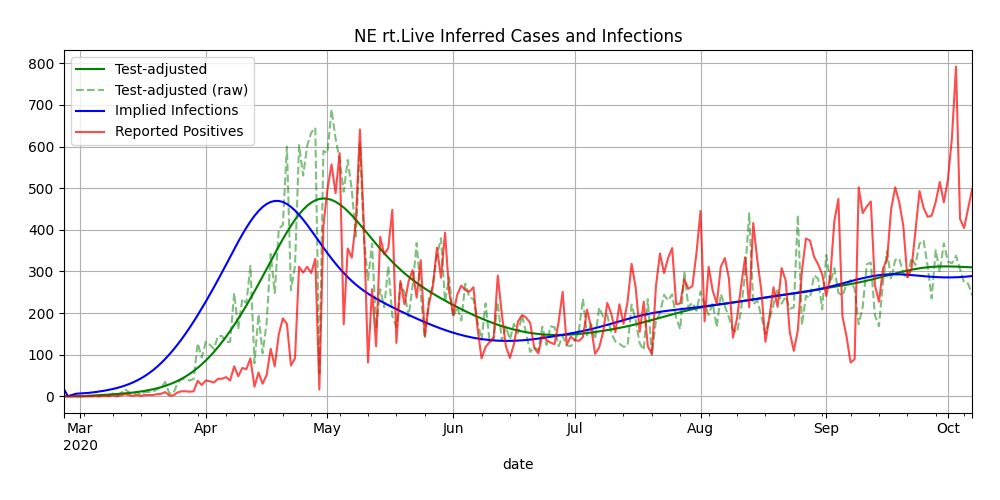 NE rt.Live Inferred Cases and Infections
800
700
600
500
400
300
200
100
0
Test-adjusted
Test-adjusted (raw)
Implied Infections
Reported Positives
Mar
2020
Apr
May
Jun
Jul
Aug
Sep
Oct
date